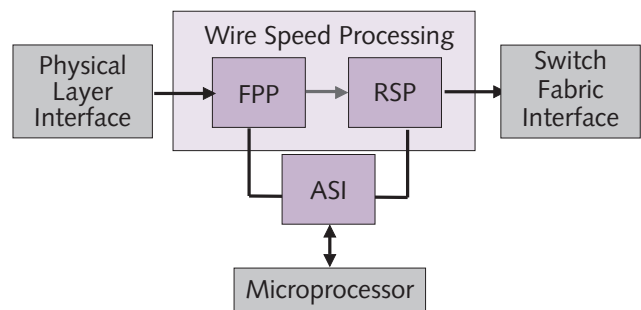 Wire Speed Processing
Physical
Layer
Interface
FPP
RSP
Switch
Fabric
Interface
ASI
Microprocessor